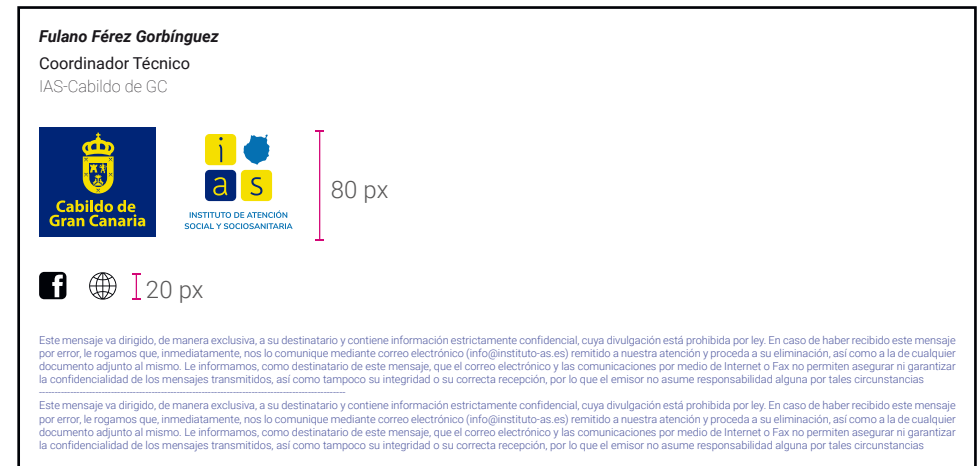 Fulano Férez Gorbínguez
Coordinador Técnico
IAS-Cabildo de GC
Cabildo de
Gran Canaria
i
a s
INSTITUTO DE ATENCIÓN
SOCIAL Y SOCIOSANITARIA
80 px
f
20 px
Este mensaje va dirigido, de manera exclusiva, a su destinatario y contiene información estrictamente confidencial, cuya divulgación está prohibida por ley. En caso de haber recibido este mensaje
por error, le rogamos que, inmediatamente, nos lo comunique mediante correo electrónico (info@instituto-as.es) remitido a nuestra atención y proceda a su eliminación, así como a la de cualquier
documento adjunto al mismo. Le informamos, como destinatario de este mensaje, que el correo electrónico y las comunicaciones por medio de Internet o Fax no permiten asegurar ni garantizar
la confidencialidad de los mensajes transmitidos, así como tampoco su integridad o su correcta recepción, por lo que el emisor no asume responsabilidad alguna por tales circunstancias
----------------------------------------------------------------------------------------------------
Este mensaje va dirigido, de manera exclusiva, a su destinatario y contiene información estrictamente confidencial, cuya divulgación está prohibida por ley. En caso de haber recibido este mensaje
por error, le rogamos que, inmediatamente, nos lo comunique mediante correo electrónico (info@instituto-as.es) remitido a nuestra atención y proceda a su eliminación, así como a la de cualquier
documento adjunto al mismo. Le informamos, como destinatario de este mensaje, que el correo electrónico y las comunicaciones por medio de Internet o Fax no permiten asegurar ni garantizar
la confidencialidad de los mensajes transmitidos, así como tampoco su integridad o su correcta recepción, por lo que el emisor no asume responsabilidad alguna por tales circunstancias